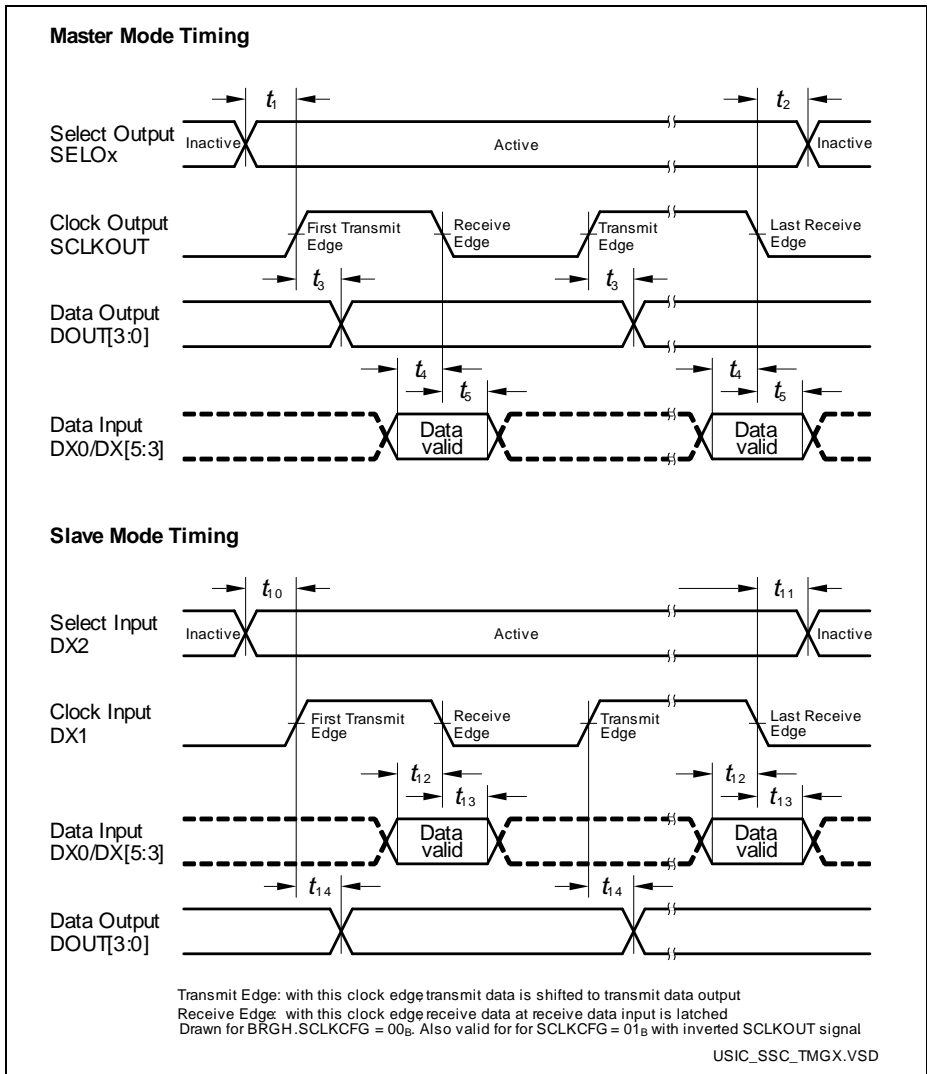 Master Mode Timing
t1
t2
Select Output
SELOx
Inactive
Active
Inactive
Clock Output
SCLKOUT
First Transmit
Edge
Receive
Edge
Transmit
Edge
Last Receive
Edge
t3
t3
Data Output
DOUT[3:0]
t4
t5
t4
t5
Data Input
DX0/DX[5:3]
Data
valid
Data
valid
Slave Mode Timing
t10
t11
Select Input
DX2
Inactive
Active
Inactive
Clock Input
DX1
First Transmit
Edge
Receive
Edge
Transmit
Edge
Last Receive
Edge
t12
t13
t12
t13
Data Input
DX0/DX[5:3]
Data
valid
Data
valid
t14
t14
Data Output
DOUT[3:0]
Transmit Edge: with this clock edge, transmit data is shifted to transmit data output
Receive Edge: with this clock edge, receive data at receive data input is latched
Drawn for BRGH.SCLKCFG = 00B. Also valid for for SCLKCFG = 01B with inverted SCLKOUT signal.
USIC_SSC_TMGX.VSD